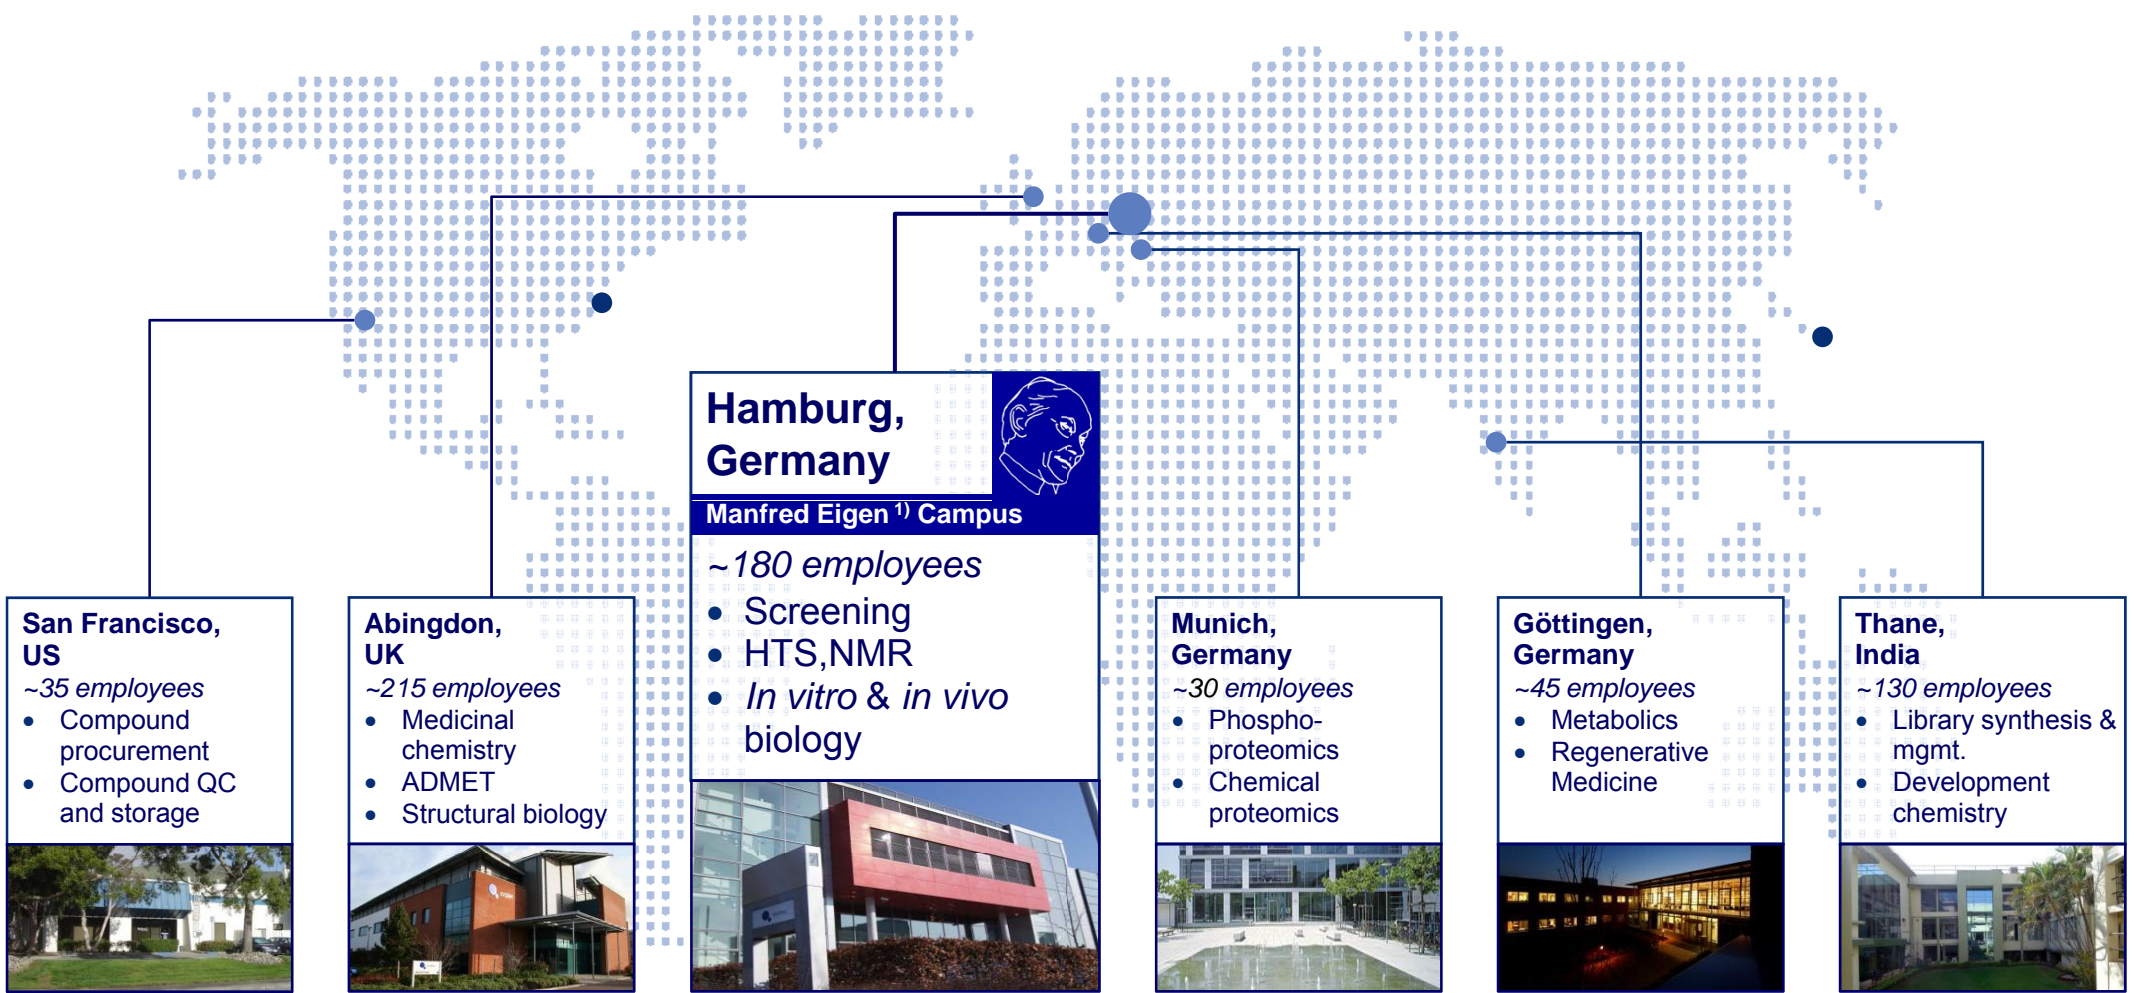 Hamburg,
Germany
Manfred Eigen 1) Campus
~180 employees
• Screening
• HTS,NMR
• In vitro & in vivo
biology
San Francisco,
US
~35 employees
• Compound
procurement
• Compound QC
and storage
Abingdon,
UK
~215 employees
• Medicinal
chemistry
• ADMET
• Structural biology
Munich,
Germany
~30 employees
• Phospho-
proteomics
• Chemical
proteomics
Göttingen,
Germany
~45 employees
• Metabolics
• Regenerative
Medicine
Thane,
India
~130 employees
• Library synthesis &
mgmt.
• Development
chemistry